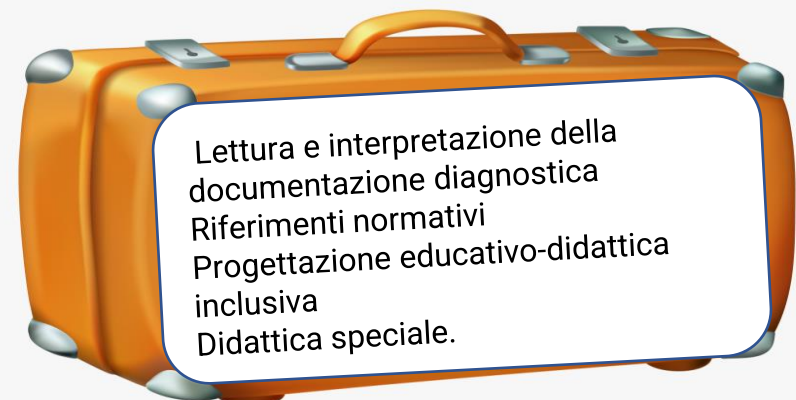 Lettura e interpretazione della
documentazione diagnostica
Riferimenti normativi
Progettazione educativo-didattica
inclusiva
Didattica speciale.